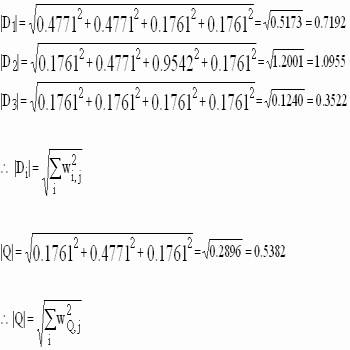 |D₁| = √(0.4771² + 0.4771² + 0.1761² + 0.1761²) = √0.5173 = 0.7192
|D₂| = √(0.1761² + 0.4771² + 0.9542² + 0.1761²) = √1.2001 = 1.0955
|D₃| = √(0.1761² + 0.1761² + 0.1761² + 0.1761²) = √0.1240 = 0.3522
∴ |Dᵢ| = √(∑ᵢ w²ᵢ,ⱼ)
|Q| = √(0.1761² + 0.4771² + 0.1761²) = √0.2896 = 0.5382
∴ |Q| = √(∑ᵢ w²_Q,ⱼ)